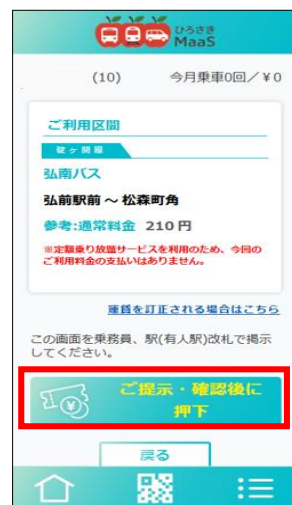 ひろさき
MaaS
(10) 今月乗車0回／¥0
ご利用区間
碇ヶ関線
弘南バス
弘前駅前 ～ 松森町角
参考:通常料金 210 円
※定額乗り放題サービスを利用のため、今回の
ご利用料金の支払いはありません。
運賃を訂正される場合はこちら
この画面を乗務員、駅(有人駅)改札で掲示
してください。
ご提示・確認後に
押下
戻る